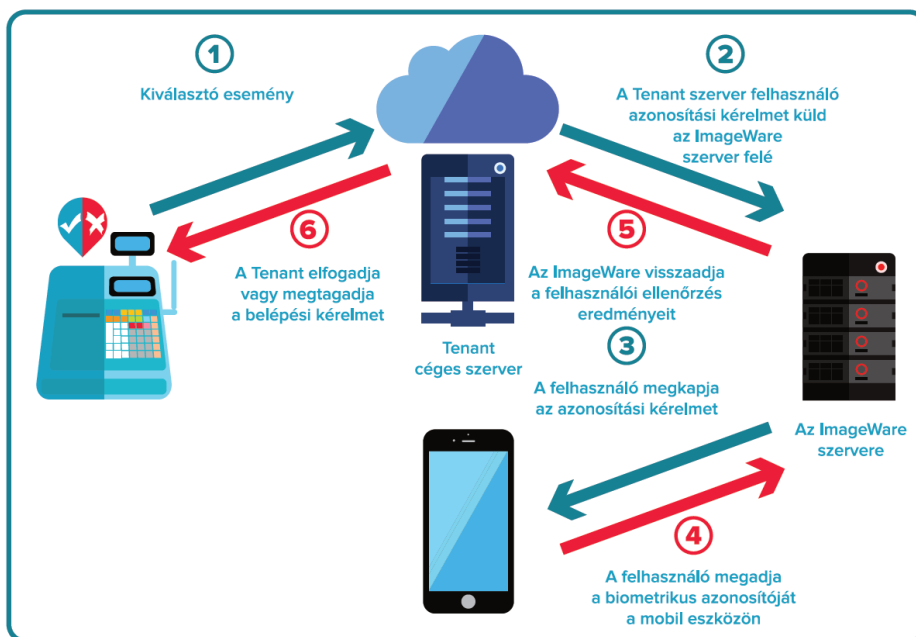 1
Kiválasztó esemény
2
A Tenant szerver felhasználó
azonosítási kérelmet küld
az ImageWare
szerver felé
6
A Tenant elfogadja
vagy megtagadja
a belépési kérelmet
5
Az ImageWare visszaadja
a felhasználói ellenőrzés
eredményeit
Tenant
céges szerver
3
A felhasználó megkapja
az azonosítási kérelmet
Az ImageWare
szervere
4
A felhasználó megadja
a biometrikus azonosítóját
a mobil eszközön